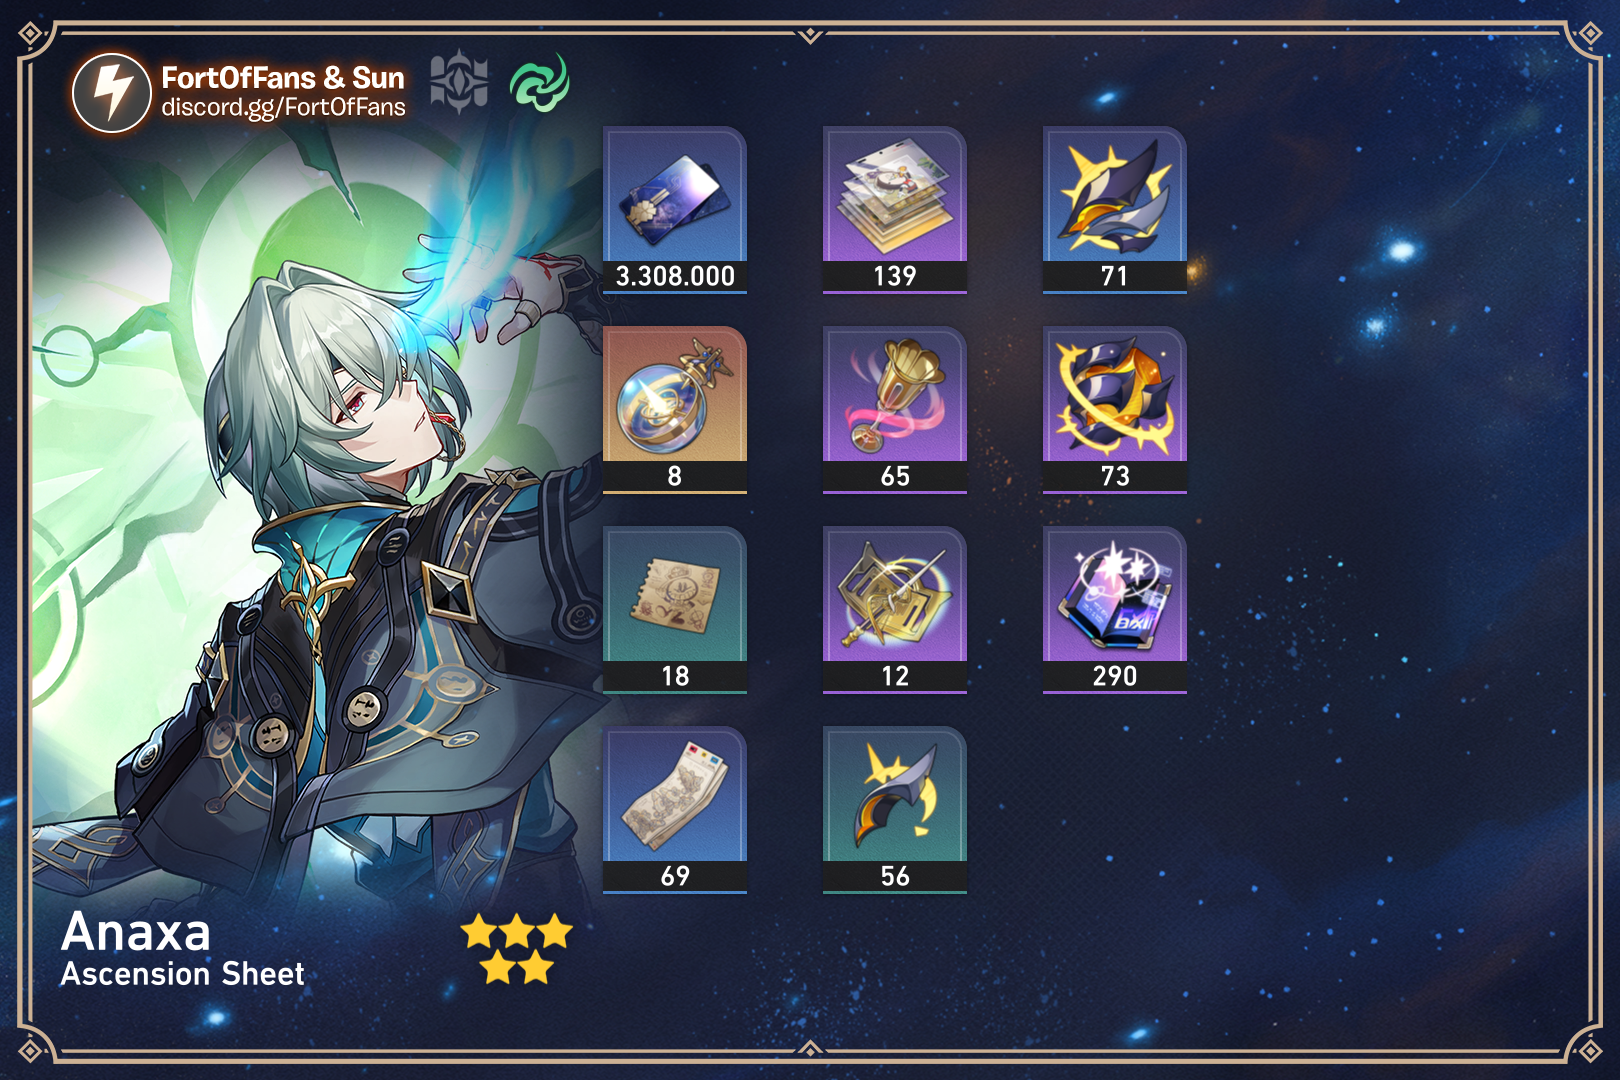 FortOfFans & Sun
discord.gg/FortOfFans
3.308.000
139
71
8
65
73
18
12
290
69
56
Anaxa
Ascension Sheet